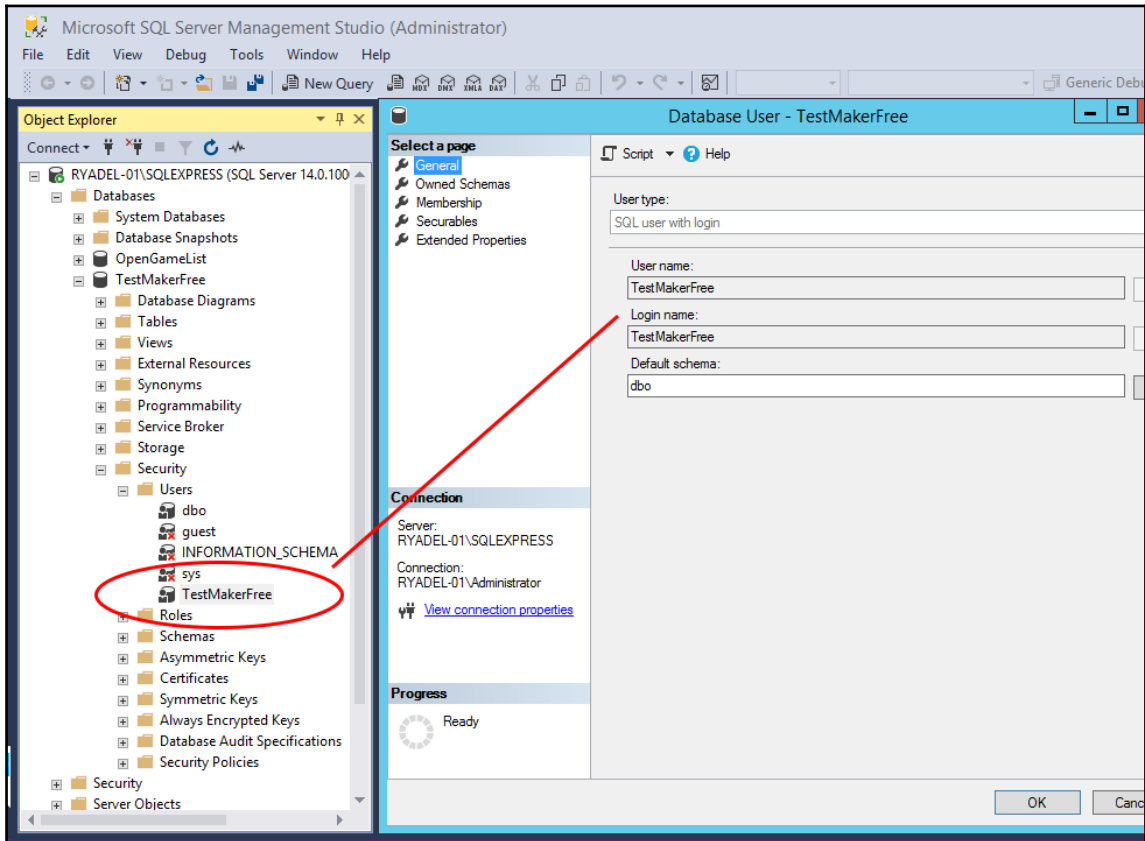 Microsoft SQL Server Management Studio (Administrator)
File Edit View Debug Tools Window Help
New Query MDX DMX XMLA DAX Generic Debu
Object Explorer
Connect
RYADEL-01\SQLEXPRESS (SQL Server 14.0.100
Databases
System Databases
Database Snapshots
OpenGameList
TestMakerFree
Database Diagrams
Tables
Views
External Resources
Synonyms
Programmability
Service Broker
Storage
Security
Users
dbo
guest
INFORMATION_SCHEMA
sys
TestMakerFree
Roles
Schemas
Asymmetric Keys
Certificates
Symmetric Keys
Always Encrypted Keys
Database Audit Specifications
Security Policies
Security
Server Objects
Database User - TestMakerFree
Select a page
General
Owned Schemas
Membership
Securables
Extended Properties
Connection
Server:
RYADEL-01\SQLEXPRESS
Connection:
RYADEL-01\Administrator
View connection properties
Progress
Ready
Script Help
User type:
SQL user with login
User name:
TestMakerFree
Login name:
TestMakerFree
Default schema:
dbo
OK Canc